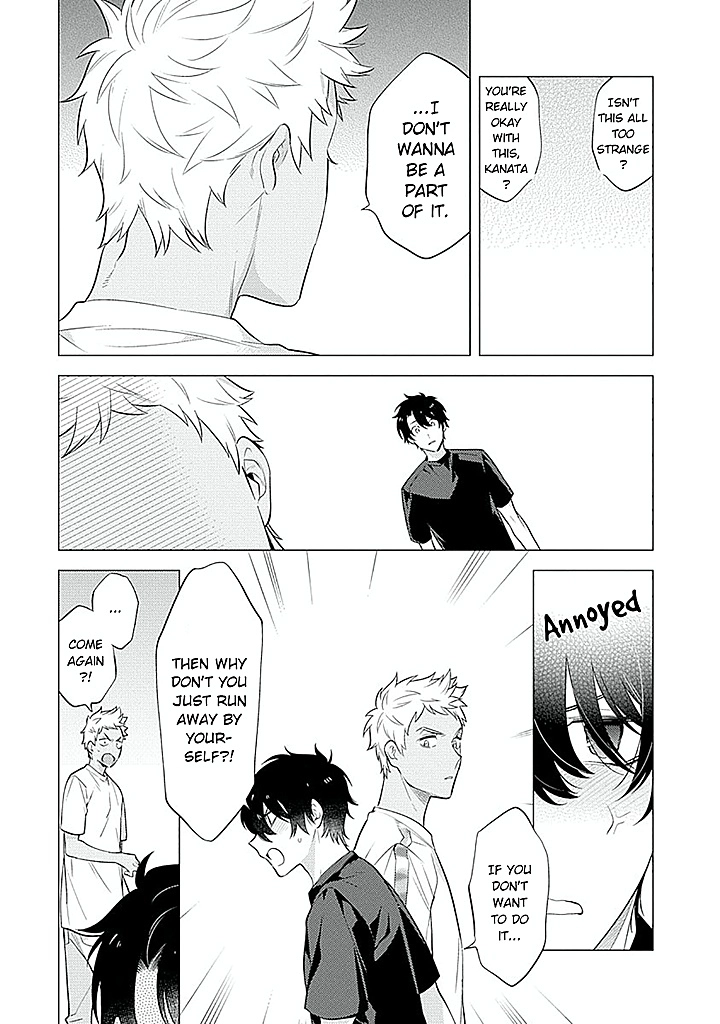 ISN'T
THIS ALL
TOO
STRANGE
?
YOU'RE
REALLY
OKAY
WITH
THIS,
KANATA
?
...I
DON'T
WANNA
BE A
PART
OF IT.
Annoyed
IF YOU
DON'T
WANT
TO DO
IT...
THEN WHY
DON'T YOU
JUST RUN
AWAY BY
YOUR-
SELF?!
...
COME
AGAIN
?!